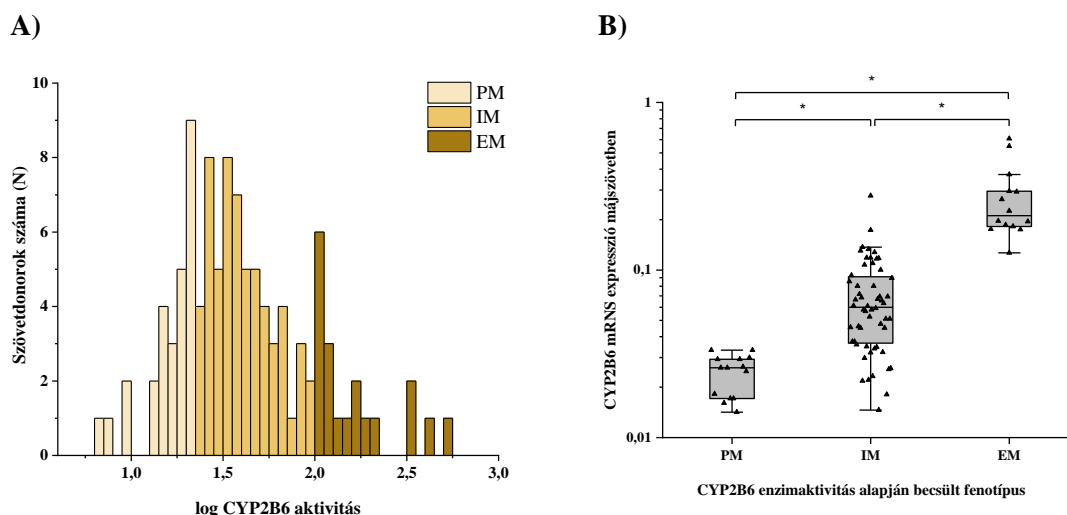 A)
Szövetdonorok száma (N)
10
8
6
4
2
0
PM
IM
EM
1,0 1,5 2,0 2,5 3,0
log CYP2B6 aktivitás
B)
CYP2B6 mRNS expresszió májszövetben
1
0,1
0,01
*
* *
PM IM EM
CYP2B6 enzimaktivitás alapján becsült fenotípus